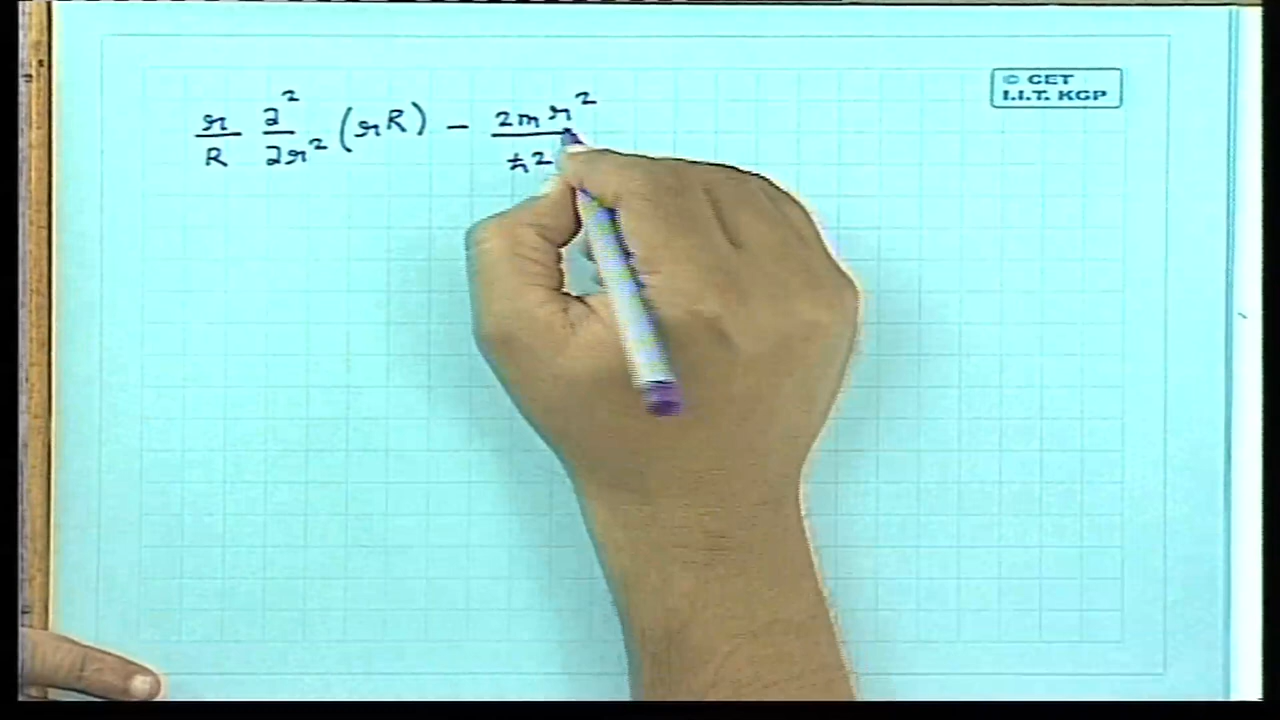 r/R ∂²/∂r² (rR) − 2mr²/ħ²
© CET
I.I.T. KGP